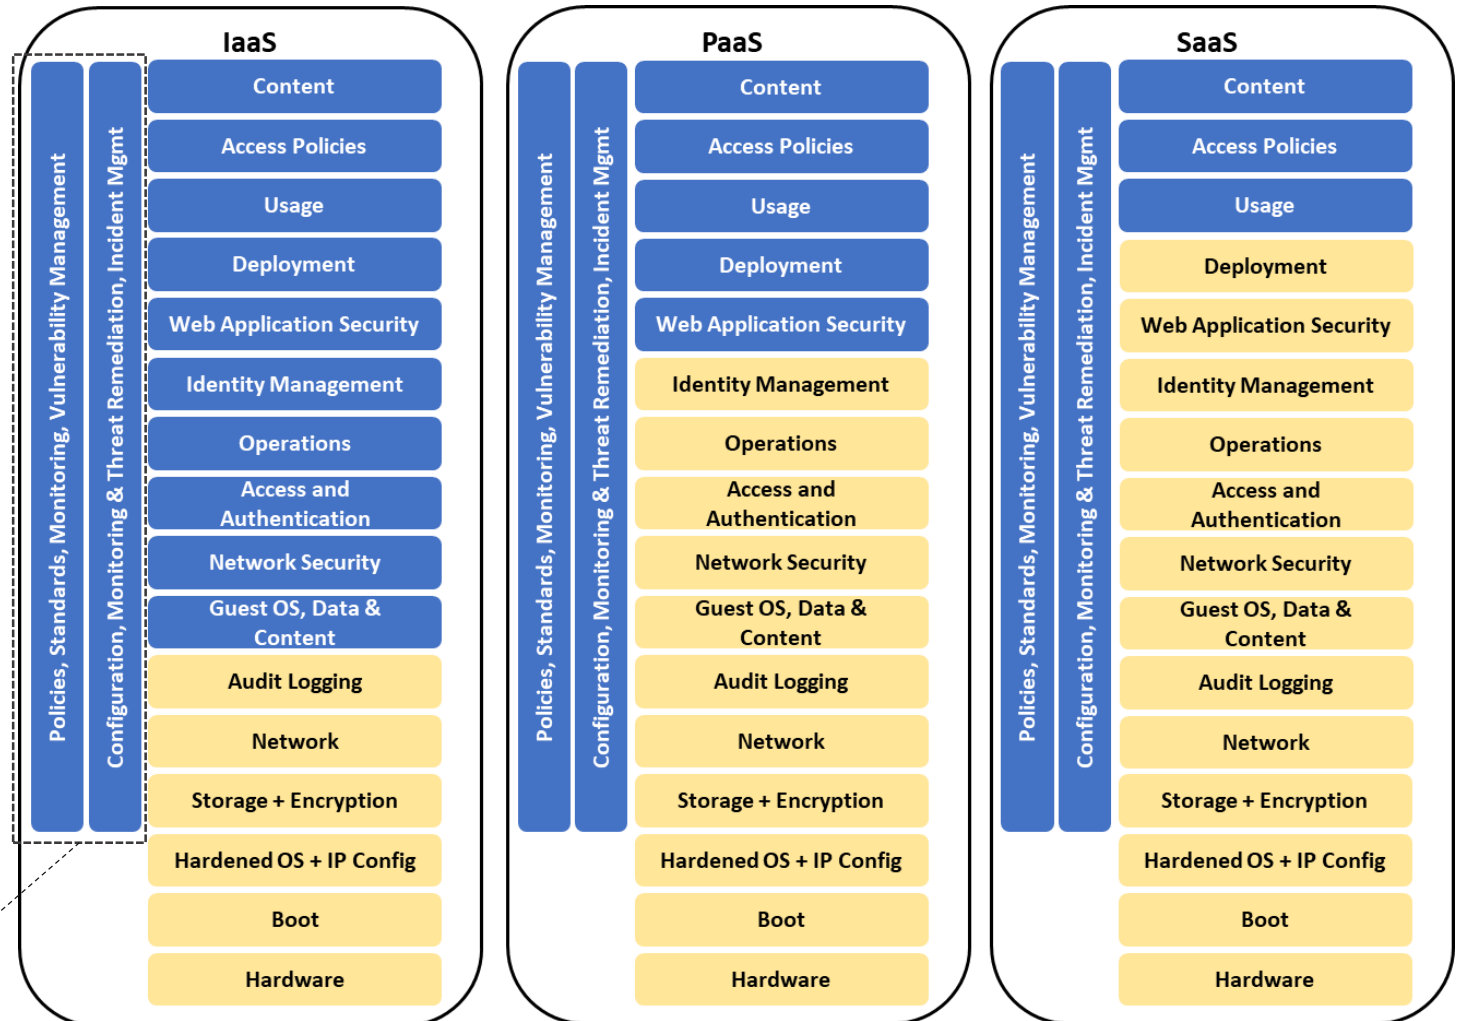 IaaS
Policies, Standards, Monitoring, Vulnerability Management
Configuration, Monitoring & Threat Remediation, Incident Mgmt
Content
Access Policies
Usage
Deployment
Web Application Security
Identity Management
Operations
Access and
Authentication
Network Security
Guest OS, Data &
Content
Audit Logging
Network
Storage + Encryption
Hardened OS + IP Config
Boot
Hardware
PaaS
Policies, Standards, Monitoring, Vulnerability Management
Configuration, Monitoring & Threat Remediation, Incident Mgmt
Content
Access Policies
Usage
Deployment
Web Application Security
Identity Management
Operations
Access and
Authentication
Network Security
Guest OS, Data &
Content
Audit Logging
Network
Storage + Encryption
Hardened OS + IP Config
Boot
Hardware
SaaS
Policies, Standards, Monitoring, Vulnerability Management
Configuration, Monitoring & Threat Remediation, Incident Mgmt
Content
Access Policies
Usage
Deployment
Web Application Security
Identity Management
Operations
Access and
Authentication
Network Security
Guest OS, Data &
Content
Audit Logging
Network
Storage + Encryption
Hardened OS + IP Config
Boot
Hardware